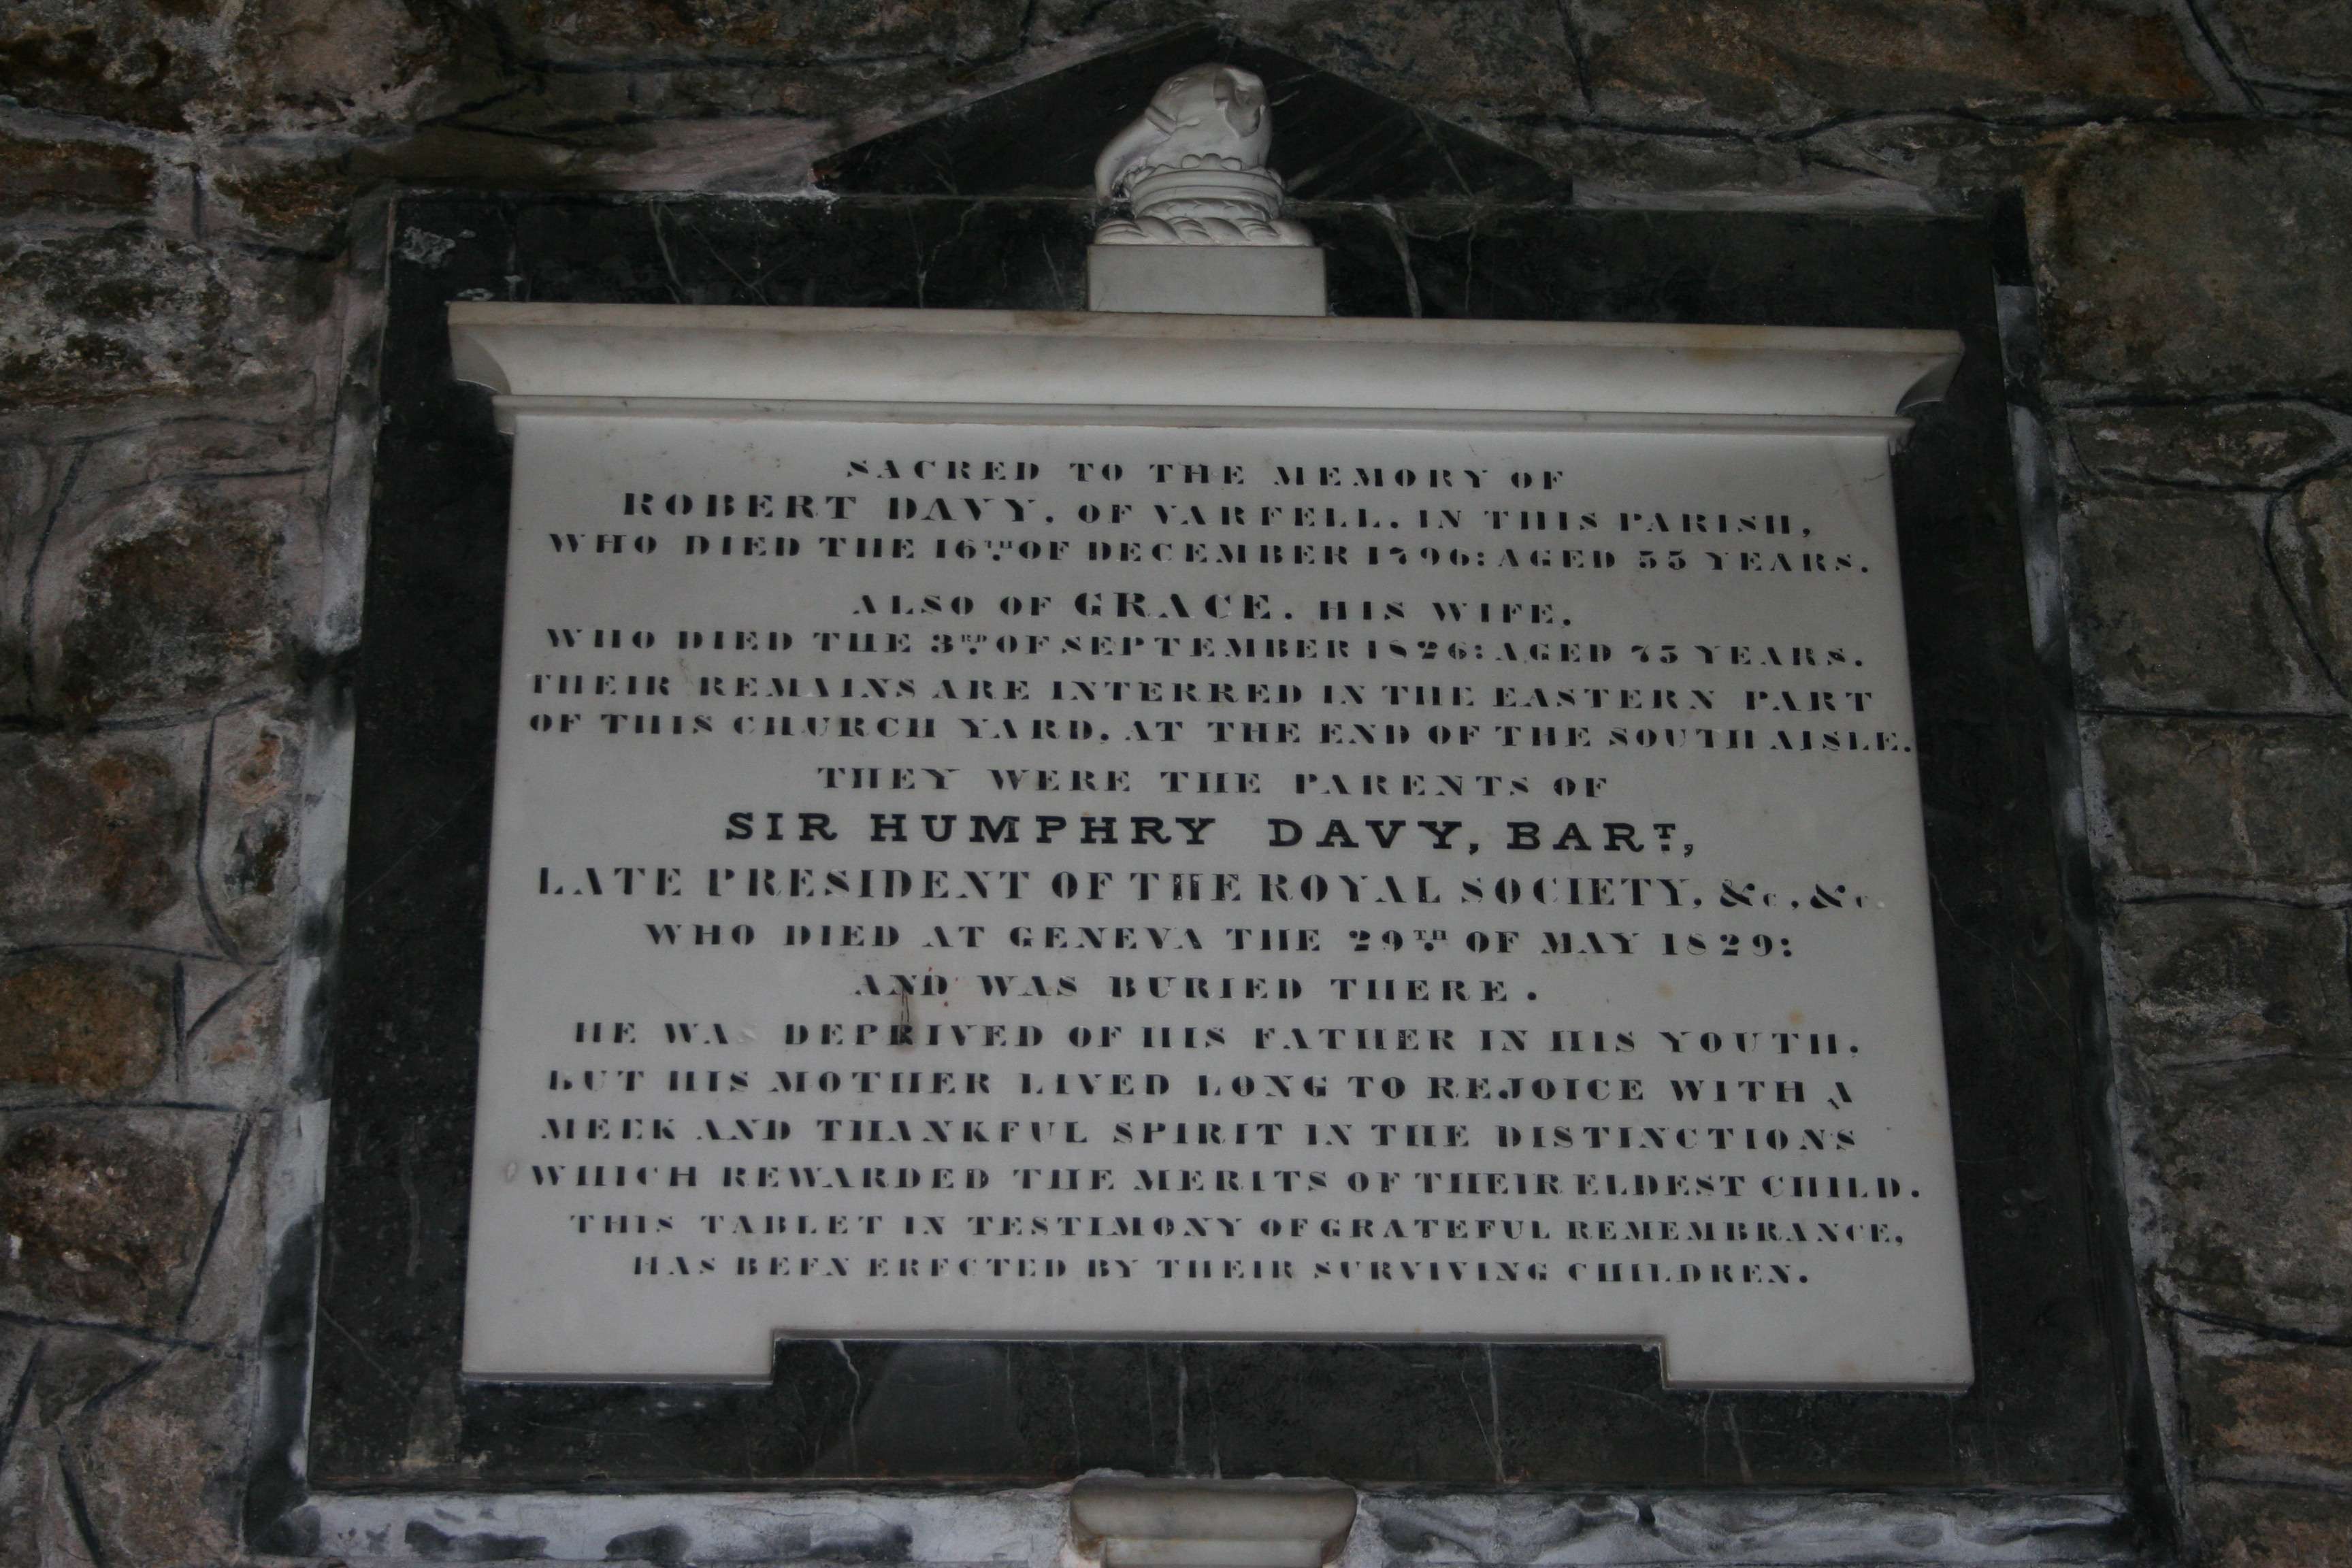 SACRED TO THE MEMORY OF
ROBERT DAVY, OF VARFELL, IN THIS PARISH,
WHO DIED THE 16TH OF DECEMBER 1796: AGED 55 YEARS.
ALSO OF GRACE, HIS WIFE,
WHO DIED THE 3RD OF SEPTEMBER 1826: AGED 75 YEARS.
THEIR REMAINS ARE INTERRED IN THE EASTERN PART
OF THIS CHURCH YARD, AT THE END OF THE SOUTH AISLE.
THEY WERE THE PARENTS OF
SIR HUMPHRY DAVY, BART,
LATE PRESIDENT OF THE ROYAL SOCIETY, &c, &c.
WHO DIED AT GENEVA THE 29TH OF MAY 1829:
AND WAS BURIED THERE.
HE WAS DEPRIVED OF HIS FATHER IN HIS YOUTH,
BUT HIS MOTHER LIVED LONG TO REJOICE WITH A
MEEK AND THANKFUL SPIRIT IN THE DISTINCTIONS
WHICH REWARDED THE MERITS OF THEIR ELDEST CHILD.
THIS TABLET IN TESTIMONY OF GRATEFUL REMEMBRANCE,
HAS BEEN ERECTED BY THEIR SURVIVING CHILDREN.